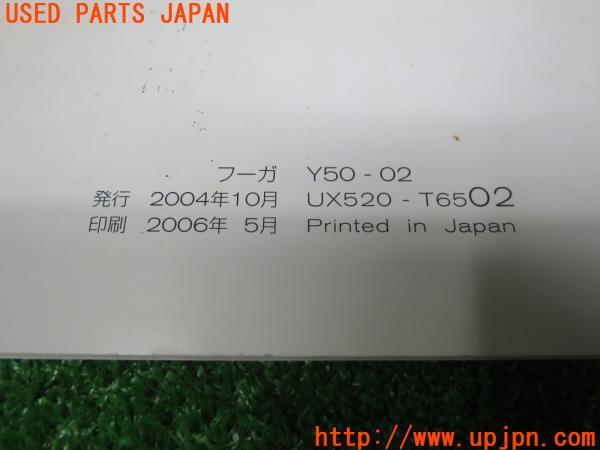 USED PARTS JAPAN
フーガ Y50-02
発行 2004年10月 UX520-T6502
印刷 2006年 5月 Printed in Japan
http://www.upjpn.com/